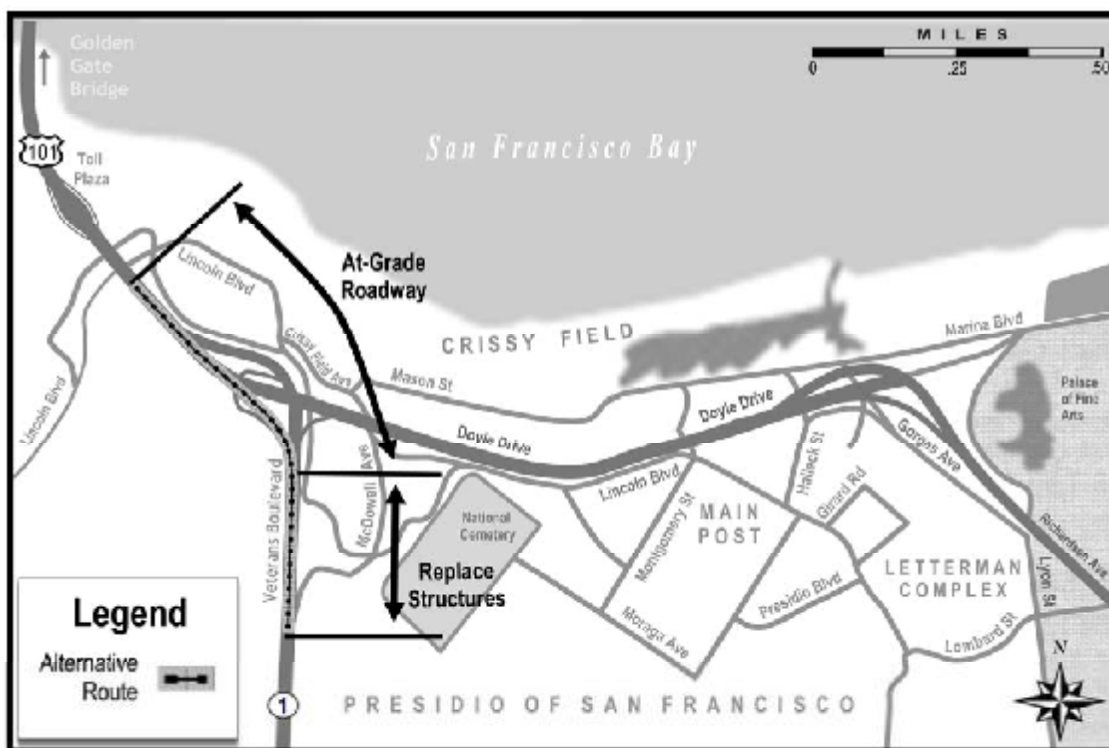 Golden
Gate
Bridge
MILES
0 .25 .50
San Francisco Bay
101
Toll
Plaza
Lincoln Blvd
At-Grade
Roadway
CRISSY FIELD
Marina Blvd
Crissy Field Ave
Mason St
Palace
of Fine
Arts
Lincoln Blvd
Doyle Drive
Doyle Drive
Gorgas Ave
Halleck St
Lincoln Blvd
Girard Rd
McDowell Ave
Veterans Boulevard
National
Cemetery
Montgomery St
MAIN
POST
Richardson Ave
LETTERMAN
COMPLEX
Lyon St
Replace
Structures
Presidio Blvd
Moraga Ave
Lombard St
Legend
Alternative
Route
N
1
PRESIDIO OF SAN FRANCISCO